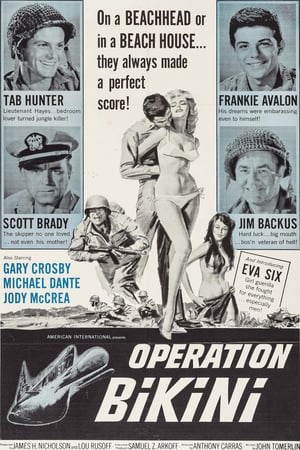 On a BEACHHEAD or
in a BEACH HOUSE...
they always made
a perfect
score!
TAB HUNTER
Lieutenant Hayes...bedroom
lover turned jungle killer!
FRANKIE AVALON
His dreams were embarassing
even to himself!
SCOTT BRADY
The skipper no one loved
...not even his mother!
JIM BACKUS
Hard luck...big mouth
...bos'n veteran of hell!
Also Starring
GARY CROSBY
MICHAEL DANTE
JODY McCREA
And Introducing
EVA SIX
Girl guerilla
she fought
for everything
...especially
men!
AMERICAN INTERNATIONAL presents
OPERATION
BiKiNi
JAMES H. NICHOLSON and LOU RUSOFF
SAMUEL Z. ARKOFF
ANTHONY CARRAS
JOHN TOMERLIN